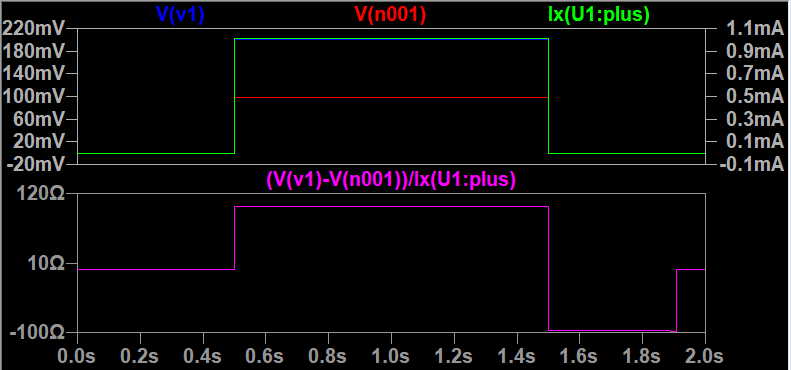 V(v1) V(n001) Ix(U1:plus)
220mV 1.1mA
180mV 0.9mA
140mV 0.7mA
100mV 0.5mA
60mV 0.3mA
20mV 0.1mA
-20mV -0.1mA
(V(v1)-V(n001))/Ix(U1:plus)
120Ω
10Ω
-100Ω
0.0s 0.2s 0.4s 0.6s 0.8s 1.0s 1.2s 1.4s 1.6s 1.8s 2.0s